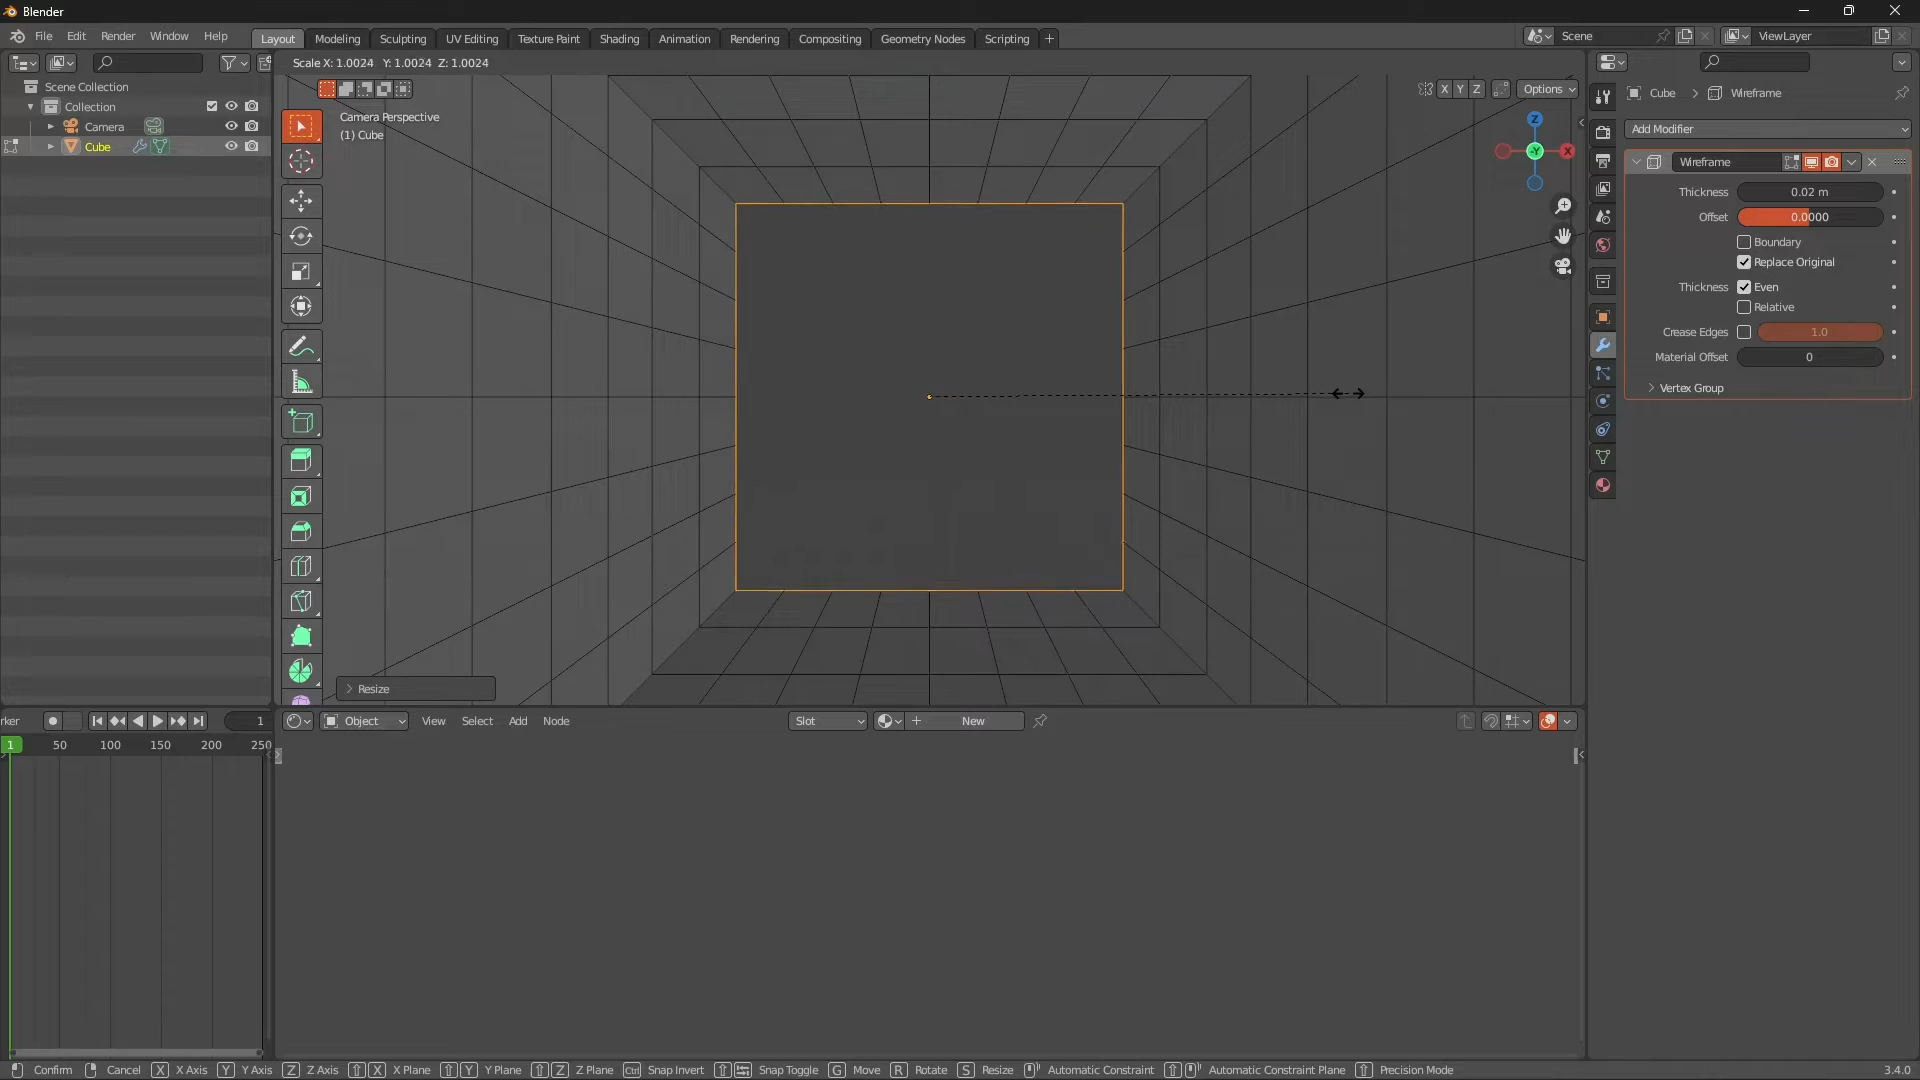 Blender
File Edit Render Window Help
Layout Modeling Sculpting UV Editing Texture Paint Shading Animation Rendering Compositing Geometry Nodes Scripting +
Scene
ViewLayer
Scale X: 1.0024 Y: 1.0024 Z: 1.0024
Scene Collection
Collection
Camera
Cube
Camera Perspective
(1) Cube
X Y Z
Options
Z
-Y
X
Cube > Wireframe
Add Modifier
Wireframe
Thickness 0.02 m
Offset 0.0000
Boundary
Replace Original
Thickness Even
Relative
Crease Edges 1.0
Material Offset 0
Vertex Group
Resize
rker
1
Object View Select Add Node
Slot
New
1 50 100 150 200 250
Confirm Cancel X X Axis Y Y Axis Z Z Axis X X Plane Y Y Plane Z Z Plane Ctrl Snap Invert Snap Toggle G Move R Rotate S Resize Automatic Constraint Automatic Constraint Plane Precision Mode
3.4.0